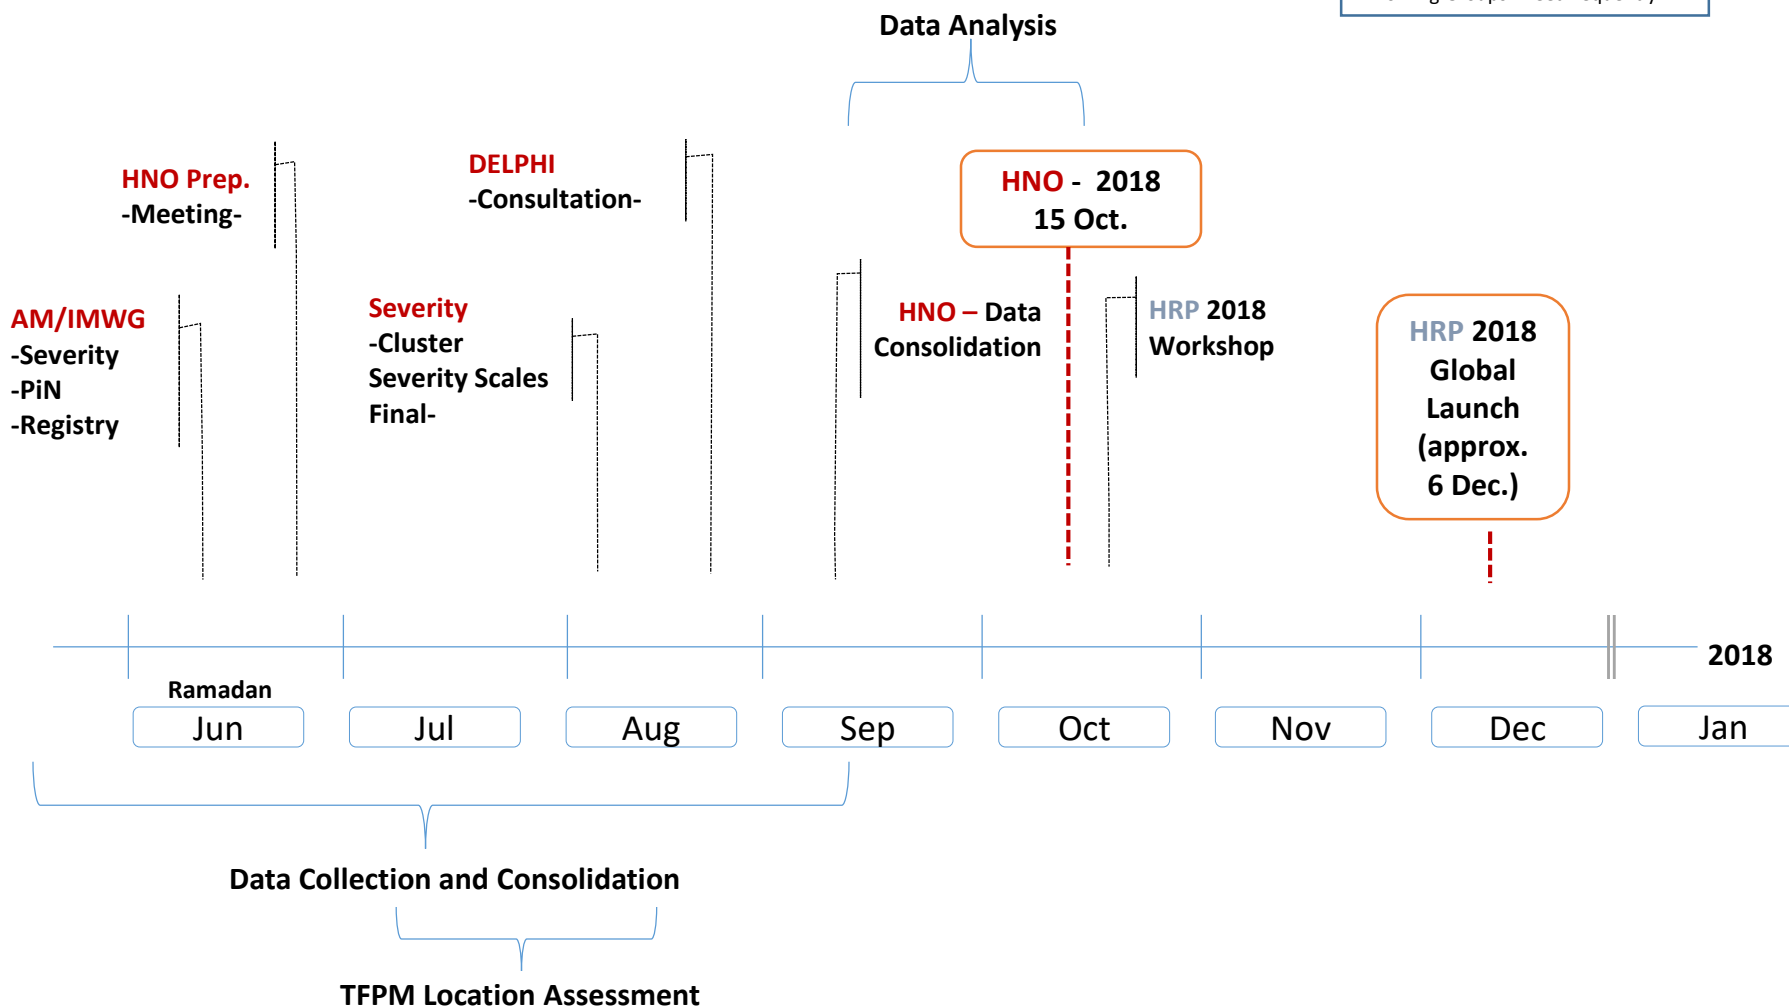 Data Analysis
HNO Prep.
-Meeting-
DELPHI
-Consultation-
HNO - 2018
15 Oct.
AM/IMWG
-Severity
-PiN
-Registry
Severity
-Cluster
Severity Scales
Final-
HNO – Data
Consolidation
HRP 2018
Workshop
HRP 2018
Global
Launch
(approx.
6 Dec.)
2018
Ramadan
Jun
Jul
Aug
Sep
Oct
Nov
Dec
Jan
Data Collection and Consolidation
TFPM Location Assessment